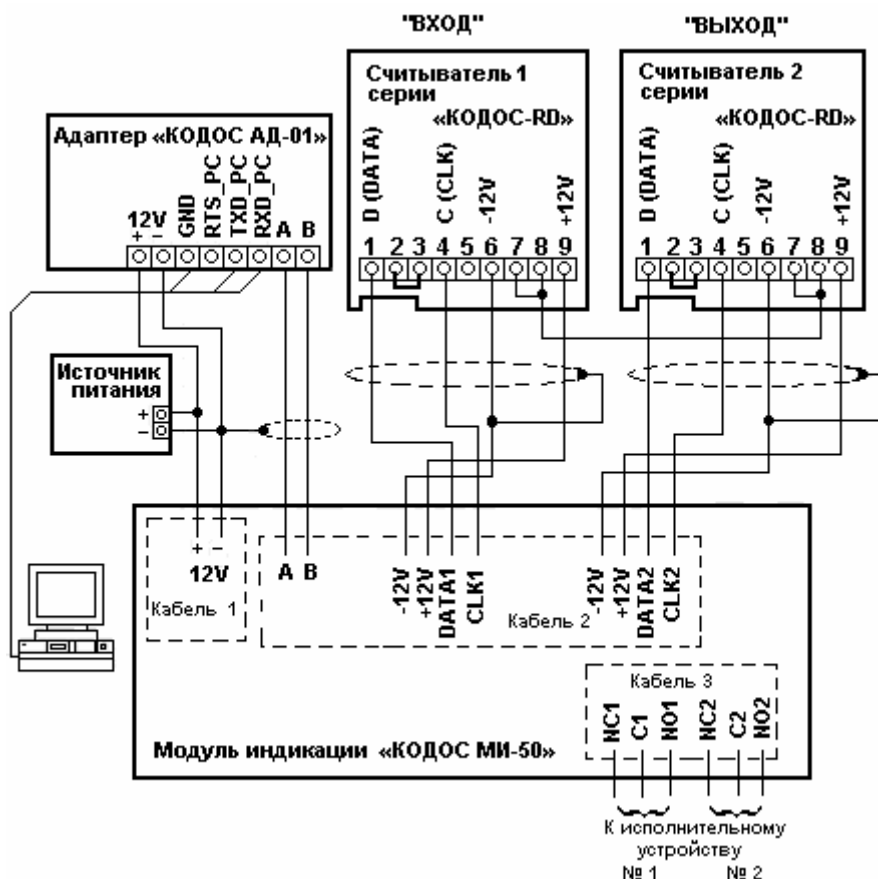 "ВХОД"
"ВЫХОД"
Считыватель 1
серии
«КОДОС-RD»
D (DATA)
C (CLK)
-12V
+12V
1 2 3 4 5 6 7 8 9
Считыватель 2
серии
«КОДОС-RD»
D (DATA)
C (CLK)
-12V
+12V
1 2 3 4 5 6 7 8 9
Адаптер «КОДОС АД-01»
12V
+ −
GND
RTS_PC
TXD_PC
RXD_PC
A B
Источник
питания
+
−
+ −
12V
Кабель 1
A B
-12V
+12V
DATA1
CLK1
Кабель 2
-12V
+12V
DATA2
CLK2
Кабель 3
NC1
C1
NO1
NC2
C2
NO2
Модуль индикации «КОДОС МИ-50»
К исполнительному
устройству
№ 1 № 2